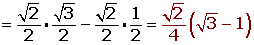 = √2/2 · √3/2 − √2/2 · 1/2 = √2/4 (√3 − 1)